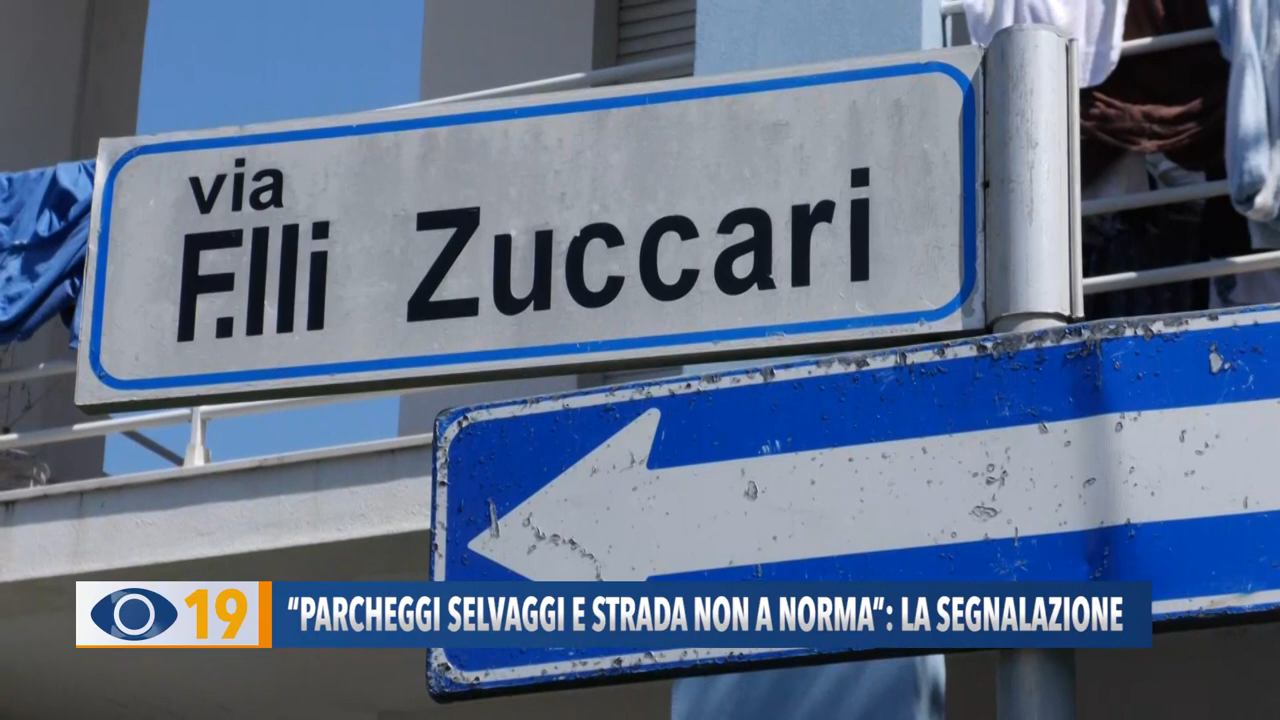 via
F.lli Zuccari
19
“PARCHEGGI SELVAGGI E STRADA NON A NORMA“: LA SEGNALAZIONE